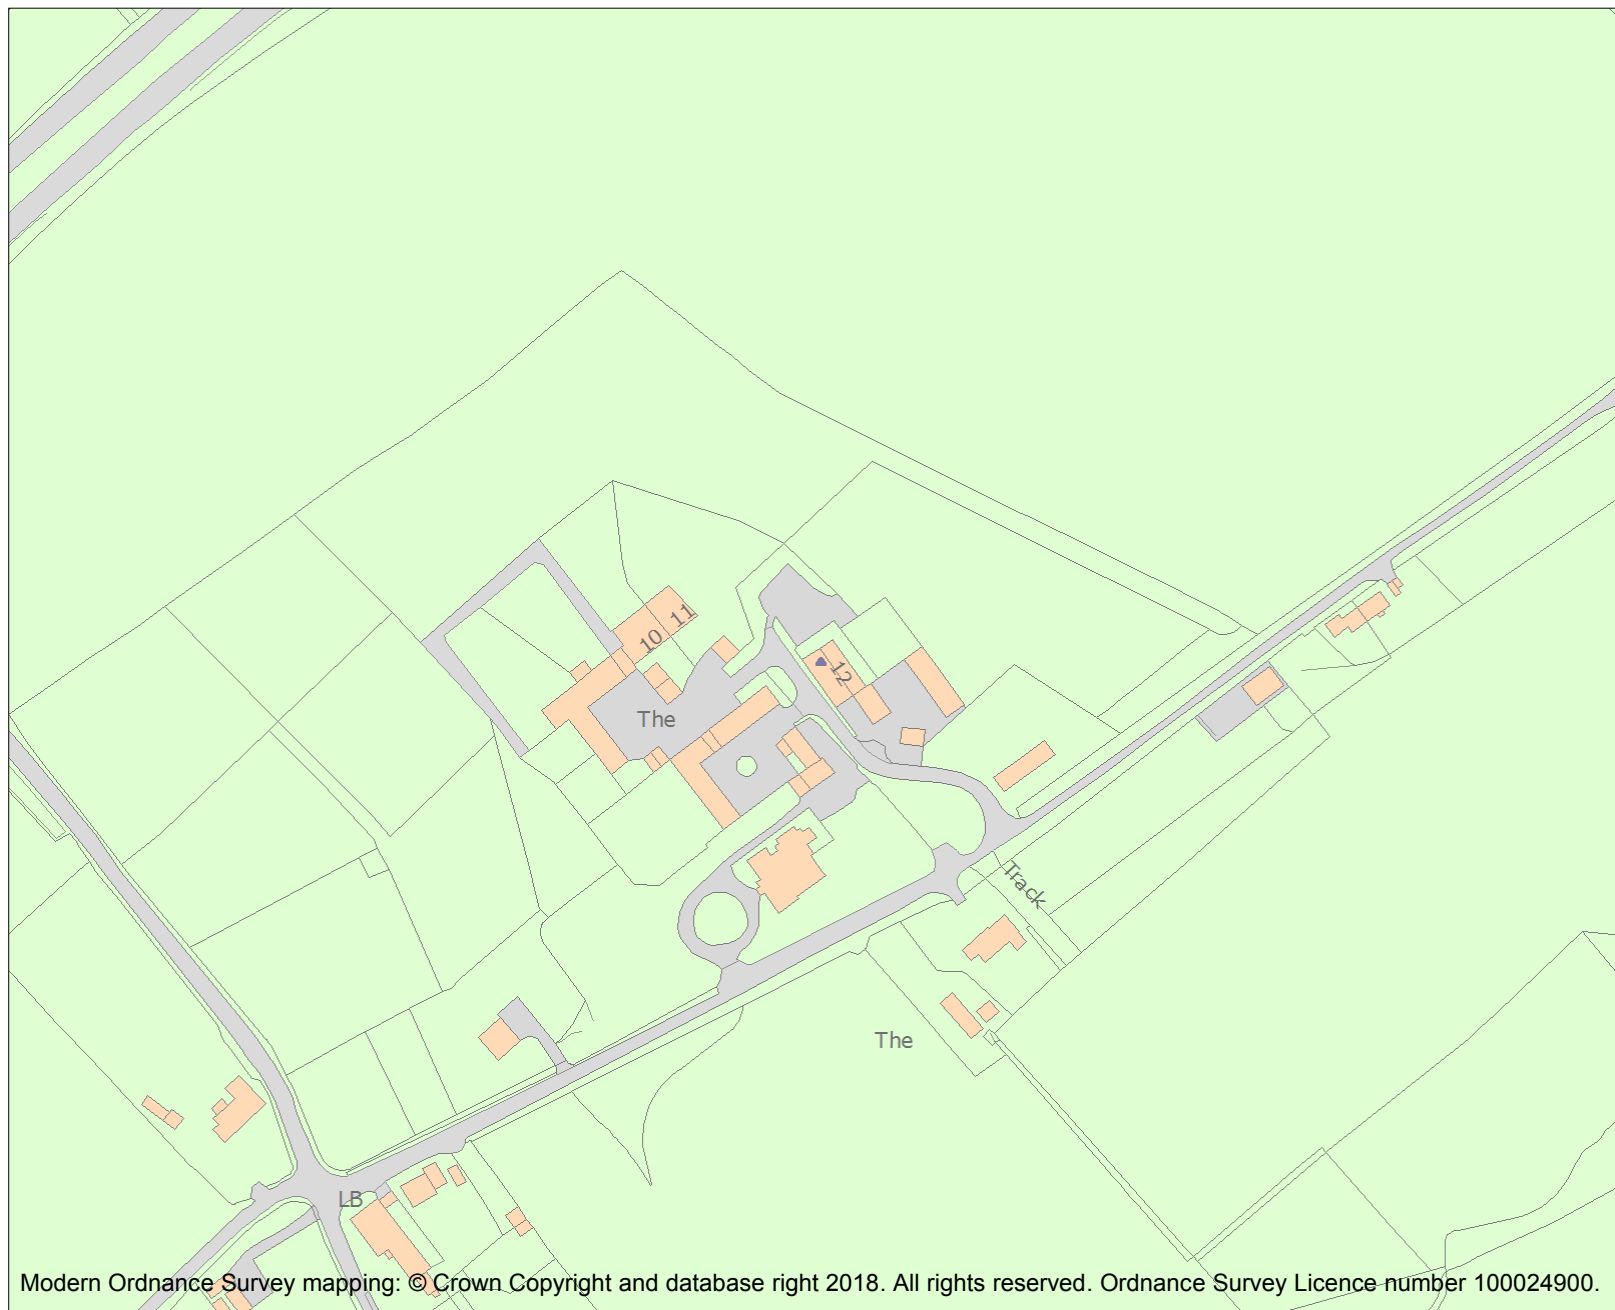 11
10
12
The
Track
The
LB
Modern Ordnance Survey mapping: © Crown Copyright and database right 2018. All rights reserved. Ordnance Survey Licence number 100024900.